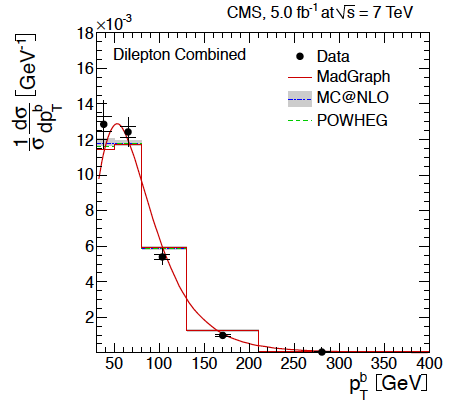 CMS, 5.0 fb⁻¹ at √s = 7 TeV
×10⁻³
Dilepton Combined
Data
MadGraph
MC@NLO
POWHEG
1/σ dσ/dp_T^b [GeV⁻¹]
18
16
14
12
10
8
6
4
2
50 100 150 200 250 300 350 400
p_T^b [GeV]